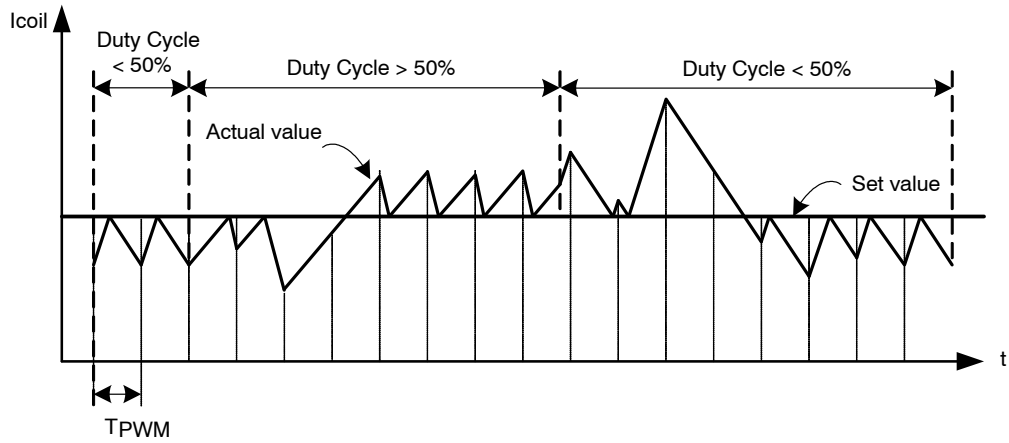 Icoil
Duty Cycle
< 50%
Duty Cycle > 50%
Duty Cycle < 50%
Actual value
Set value
t
TPWM